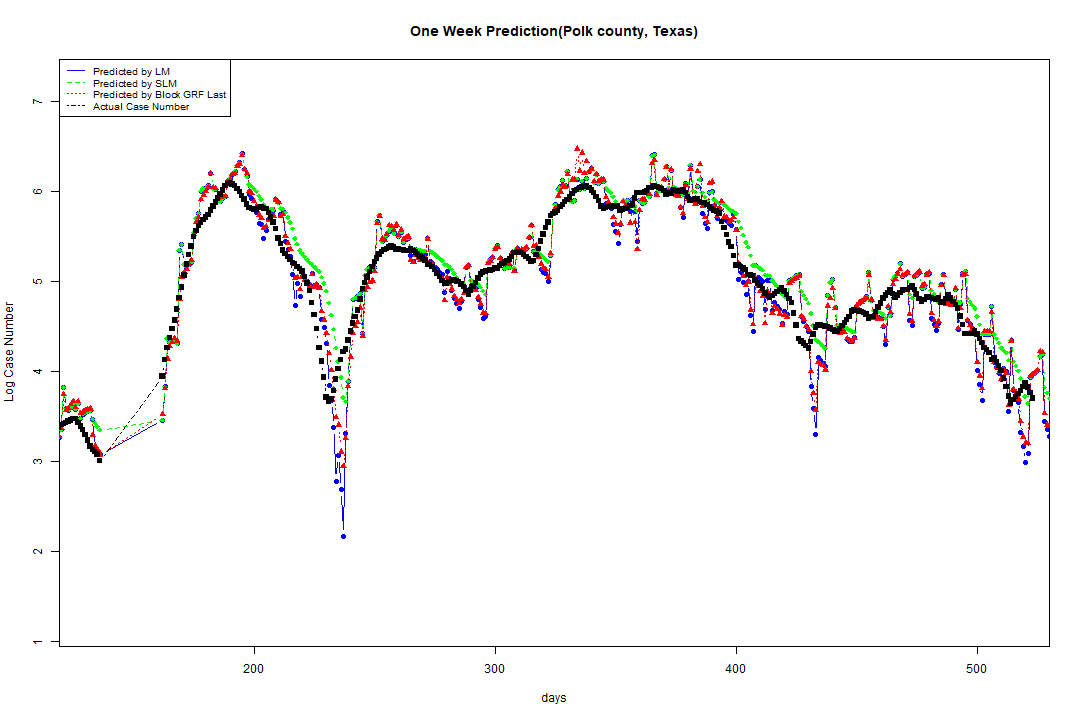 One Week Prediction(Polk county, Texas)
Predicted by LM
Predicted by SLM
Predicted by Block GRF Last
Actual Case Number
7
6
5
4
3
2
1
Log Case Number
200
300
400
500
days